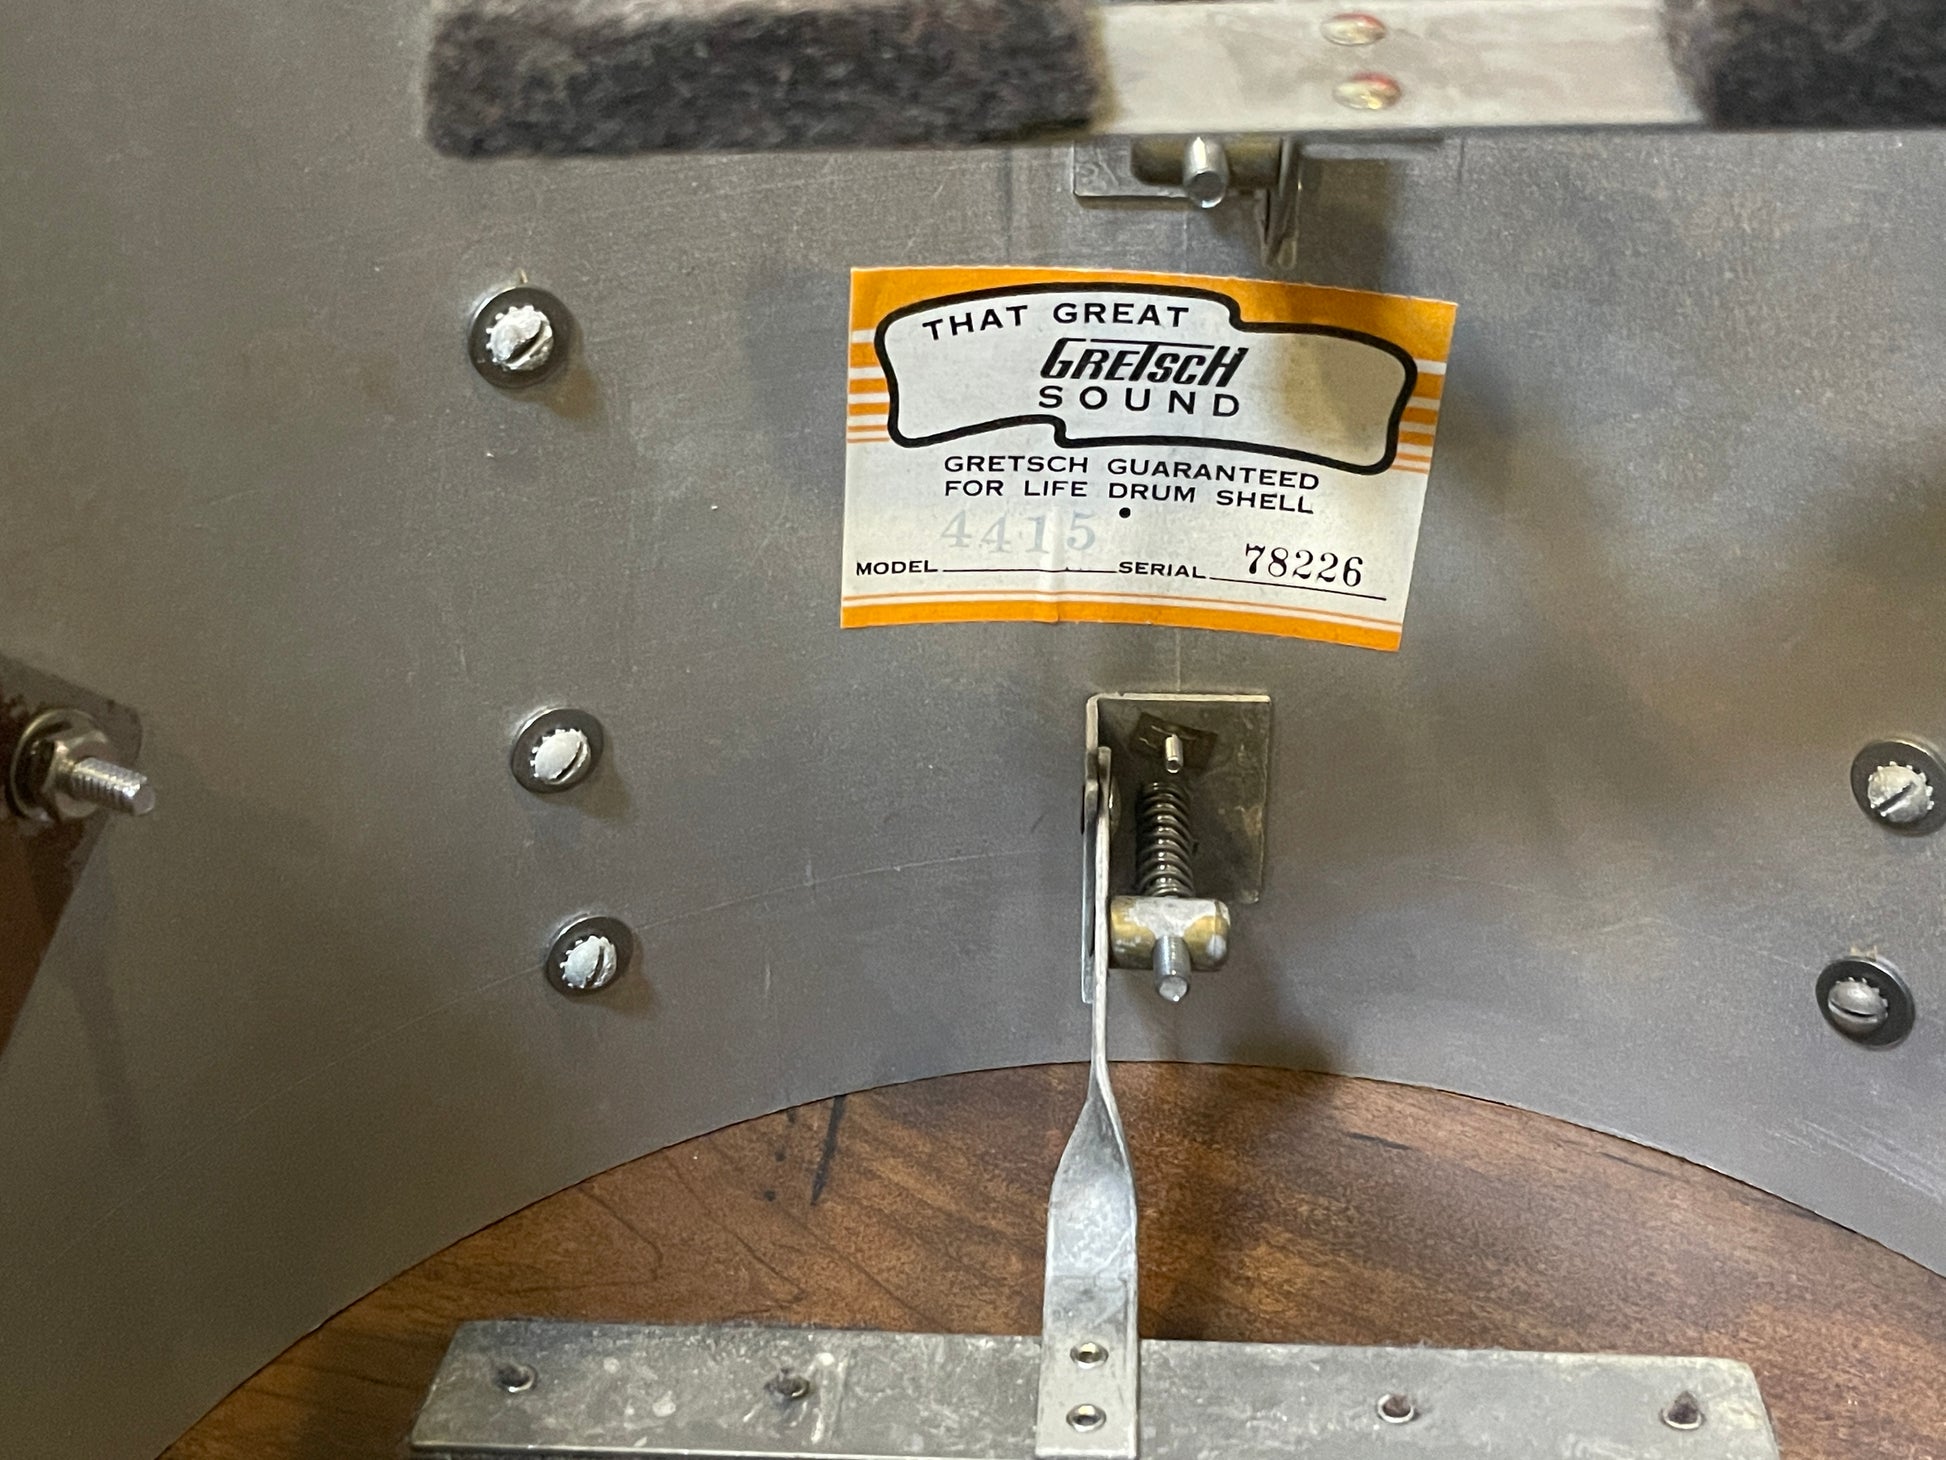 THAT GREAT
GRETSCH
SOUND
GRETSCH GUARANTEED
FOR LIFE DRUM SHELL
•
MODEL 4415 SERIAL 78226